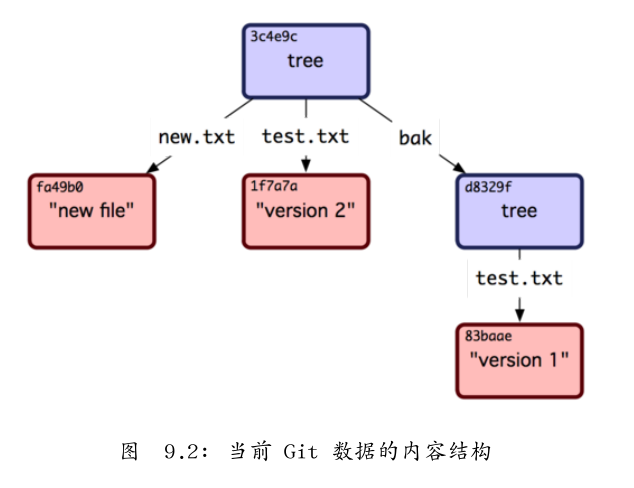 3c4e9c
tree
new.txt test.txt bak
fa49b0 1f7a7a d8329f
"new file" "version 2" tree
test.txt
83baae
"version 1"
图 9.2: 当前 Git 数据的内容结构